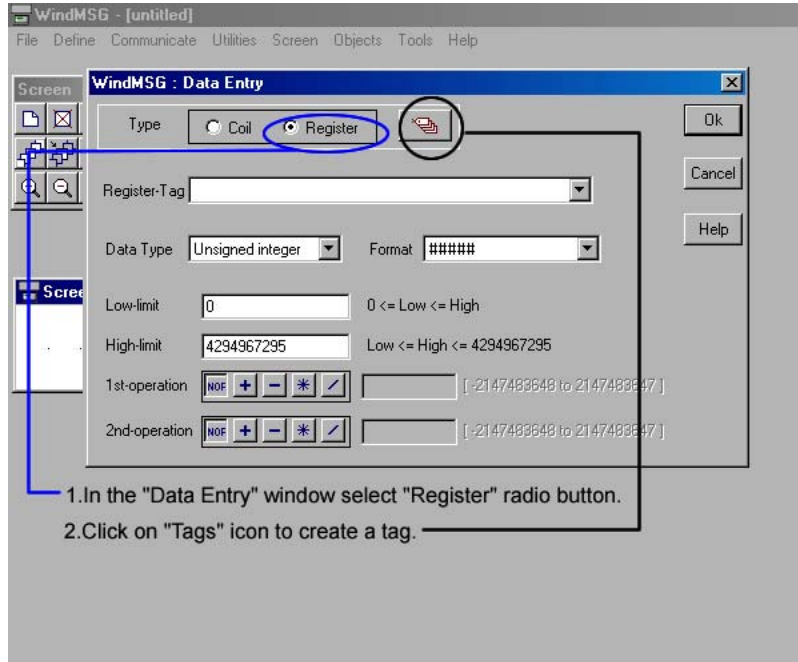 WindMSG - [untitled]
File Define Communicate Utilities Screen Objects Tools Help
Screen
WindMSG : Data Entry
Type Coil Register
Ok
Cancel
Help
Register-Tag
Data Type Unsigned integer Format #####
Scree
Low-limit 0 0 <= Low <= High
High-limit 4294967295 Low <= High <= 4294967295
1st-operation NOP + - * / [ -2147483648 to 2147483647 ]
2nd-operation NOP + - * / [ -2147483648 to 2147483647 ]
1.In the "Data Entry" window select "Register" radio button.
2.Click on "Tags" icon to create a tag.